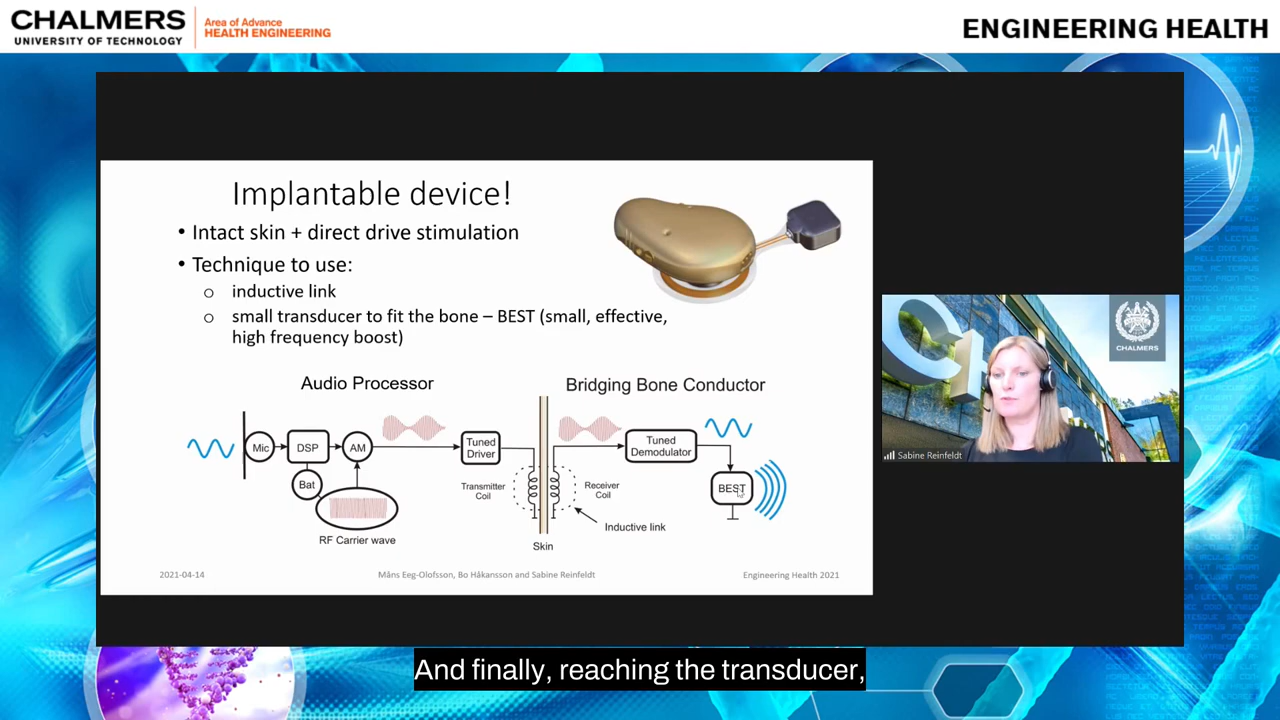 CHALMERS
UNIVERSITY OF TECHNOLOGY
Area of Advance
HEALTH ENGINEERING
ENGINEERING HEALTH
Implantable device!
• Intact skin + direct drive stimulation
• Technique to use:
o inductive link
o small transducer to fit the bone – BEST (small, effective,
high frequency boost)
Audio Processor
Bridging Bone Conductor
Mic
DSP
AM
Bat
RF Carrier wave
Tuned
Driver
Transmitter
Coil
Skin
Receiver
Coil
Inductive link
Tuned
Demodulator
BEST
2021-04-14
Måns Eeg-Olofsson, Bo Håkansson and Sabine Reinfeldt
Engineering Health 2021
CHALMERS
Sabine Reinfeldt
And finally, reaching the transducer,